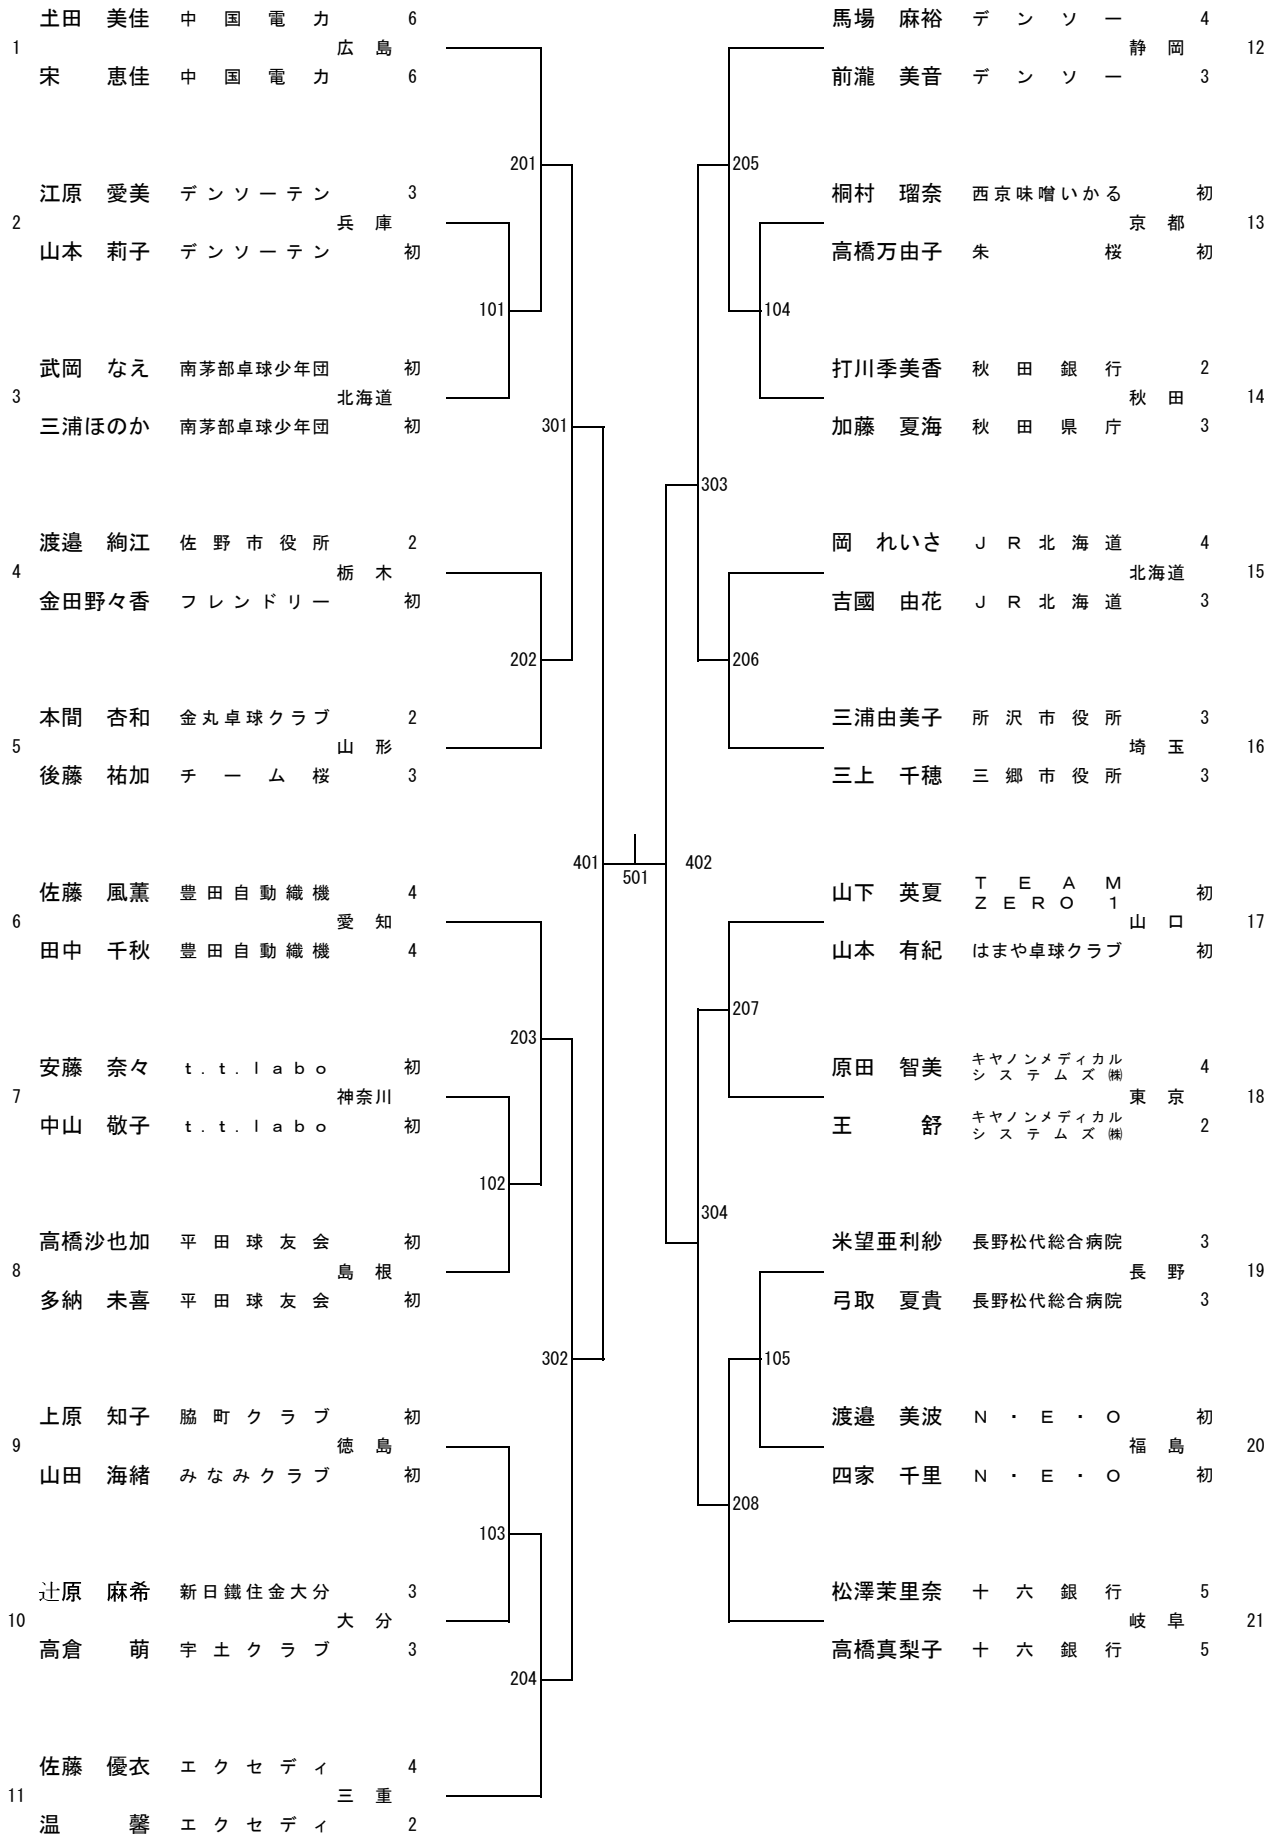 𡈽田 美佳 中国電力 6
1 広島
宋 恵佳 中国電力 6
201
江原 愛美 デンソーテン 3
2 兵庫
山本 莉子 デンソーテン 初
101
武岡 なえ 南茅部卓球少年団 初
3 北海道
三浦ほのか 南茅部卓球少年団 初
301
渡邉 絢江 佐野市役所 2
4 栃木
金田野々香 フレンドリー 初
202
本間 杏和 金丸卓球クラブ 2
5 山形
後藤 祐加 チーム桜 3
401
501
佐藤 風薫 豊田自動織機 4
6 愛知
田中 千秋 豊田自動織機 4
203
安藤 奈々 t.t.labo 初
7 神奈川
中山 敬子 t.t.labo 初
102
高橋沙也加 平田球友会 初
8 島根
多納 未喜 平田球友会 初
302
上原 知子 脇町クラブ 初
9 徳島
山田 海緒 みなみクラブ 初
103
辻原 麻希 新日鐵住金大分 3
10 大分
高倉 萌 宇土クラブ 3
204
佐藤 優衣 エクセディ 4
11 三重
温 馨 エクセディ 2
馬場 麻裕 デンソー 4
静岡 12
前瀧 美音 デンソー 3
205
桐村 瑠奈 西京味噌いかる 初
京都 13
高橋万由子 朱桜 初
104
打川季美香 秋田銀行 2
秋田 14
加藤 夏海 秋田県庁 3
303
岡 れいさ JR北海道 4
北海道 15
吉國 由花 JR北海道 3
206
三浦由美子 所沢市役所 3
埼玉 16
三上 千穂 三郷市役所 3
402
山下 英夏 TEAM
ZERO1 初
山口 17
山本 有紀 はまや卓球クラブ 初
207
原田 智美 キヤノンメディカル
システムズ㈱ 4
東京 18
王 舒 キヤノンメディカル
システムズ㈱ 2
304
米望亜利紗 長野松代総合病院 3
長野 19
弓取 夏貴 長野松代総合病院 3
105
渡邉 美波 N・E・O 初
福島 20
四家 千里 N・E・O 初
208
松澤茉里奈 十六銀行 5
岐阜 21
高橋真梨子 十六銀行 5